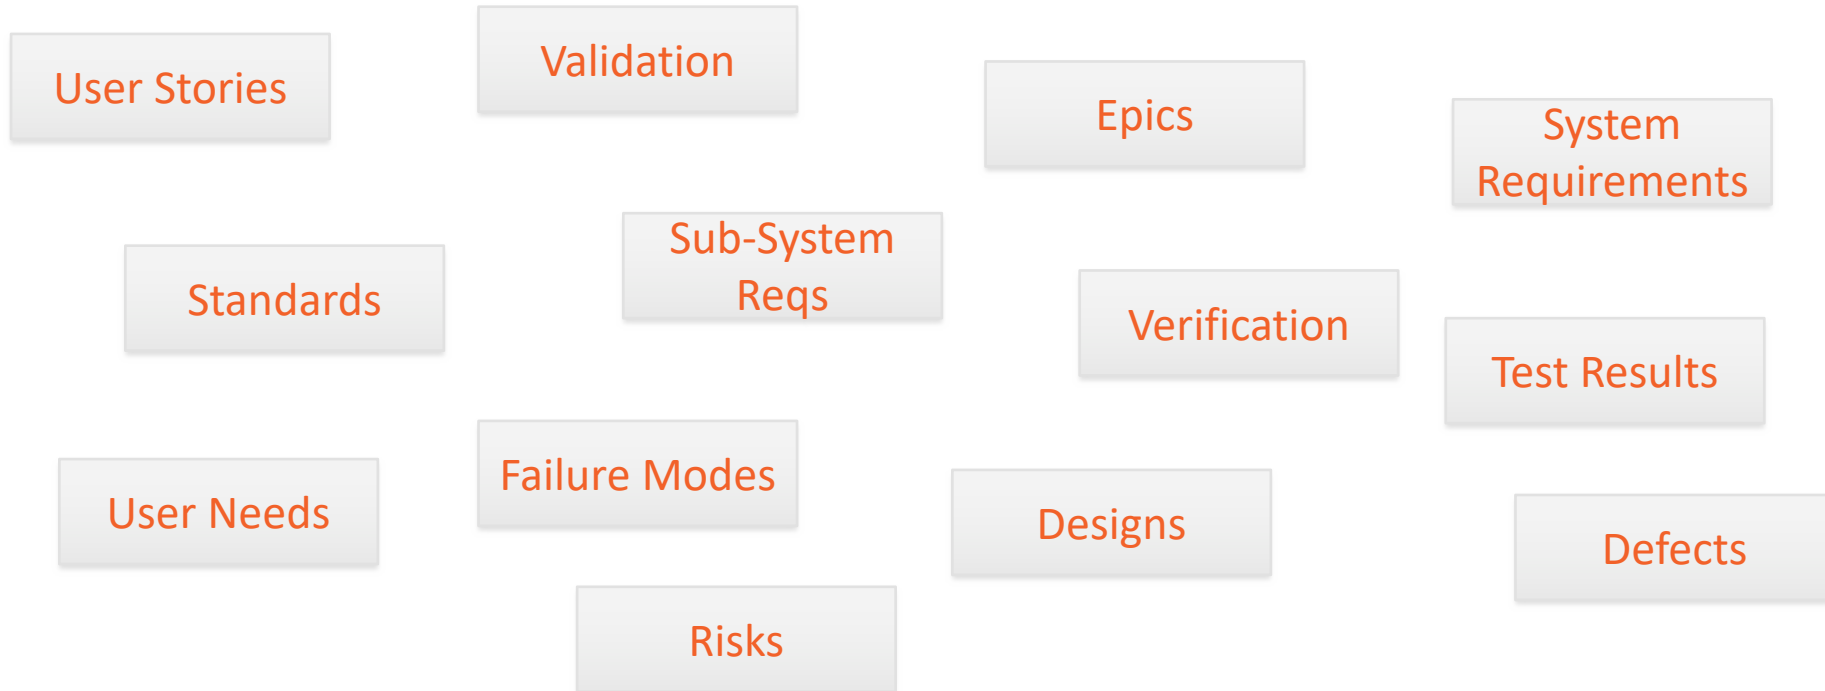 User Stories
Validation
Epics
System
Requirements
Standards
Sub-System
Reqs
Verification
Test Results
User Needs
Failure Modes
Designs
Defects
Risks